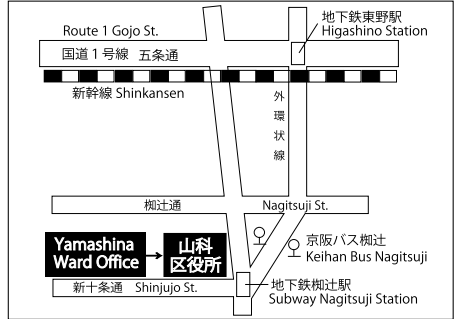 Route 1 Gojo St.
国道1号線 五条通
地下鉄東野駅
Higashino Station
新幹線 Shinkansen
外環状線
椥辻通
Nagitsuji St.
Yamashina
Ward Office
山科
区役所
京阪バス椥辻
Keihan Bus Nagitsuji
新十条通 Shinjujo St.
地下鉄椥辻駅
Subway Nagitsuji Station